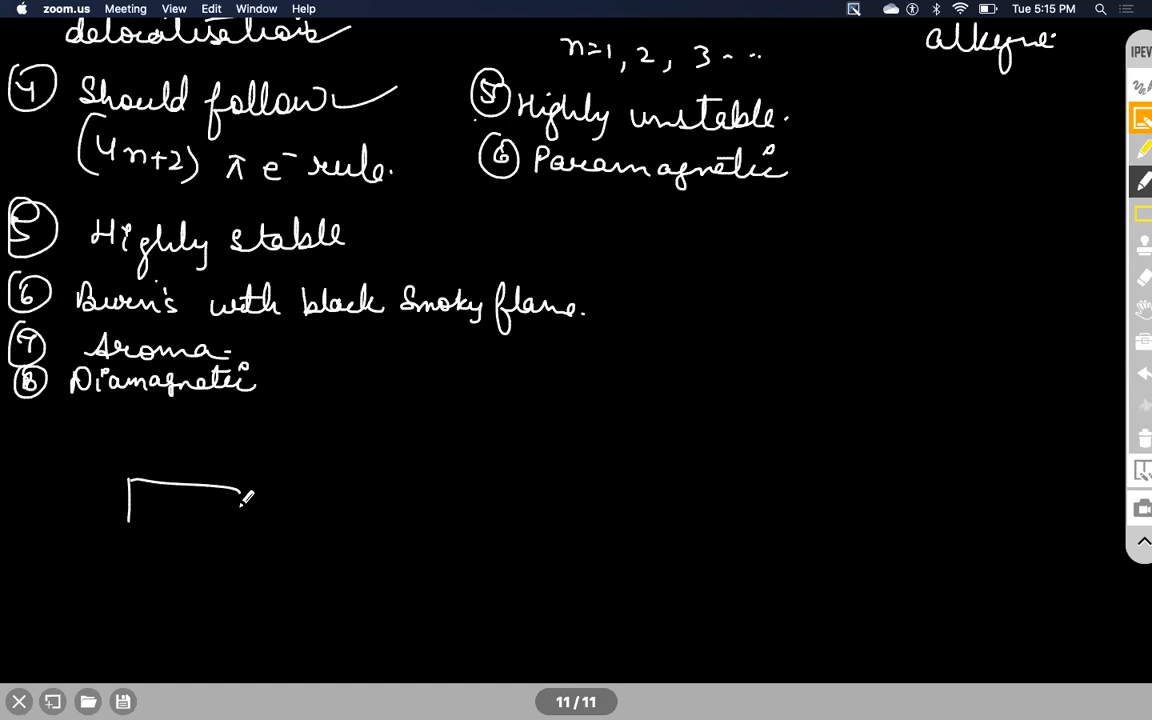 zoom.us Meeting View Edit Window Help Tue 5:15 PM
delocalisation
n=1, 2, 3 - ..
alkyne.
IPEV
④ Should follow
(4n+2) π e⁻ rule.
⑤ Highly unstable.
⑥ Paramagnetic
⑤ Highly stable
⑥ Buren's with black Smoky flame.
⑦ Aroma-
⑧ Diamagnetic
11 / 11